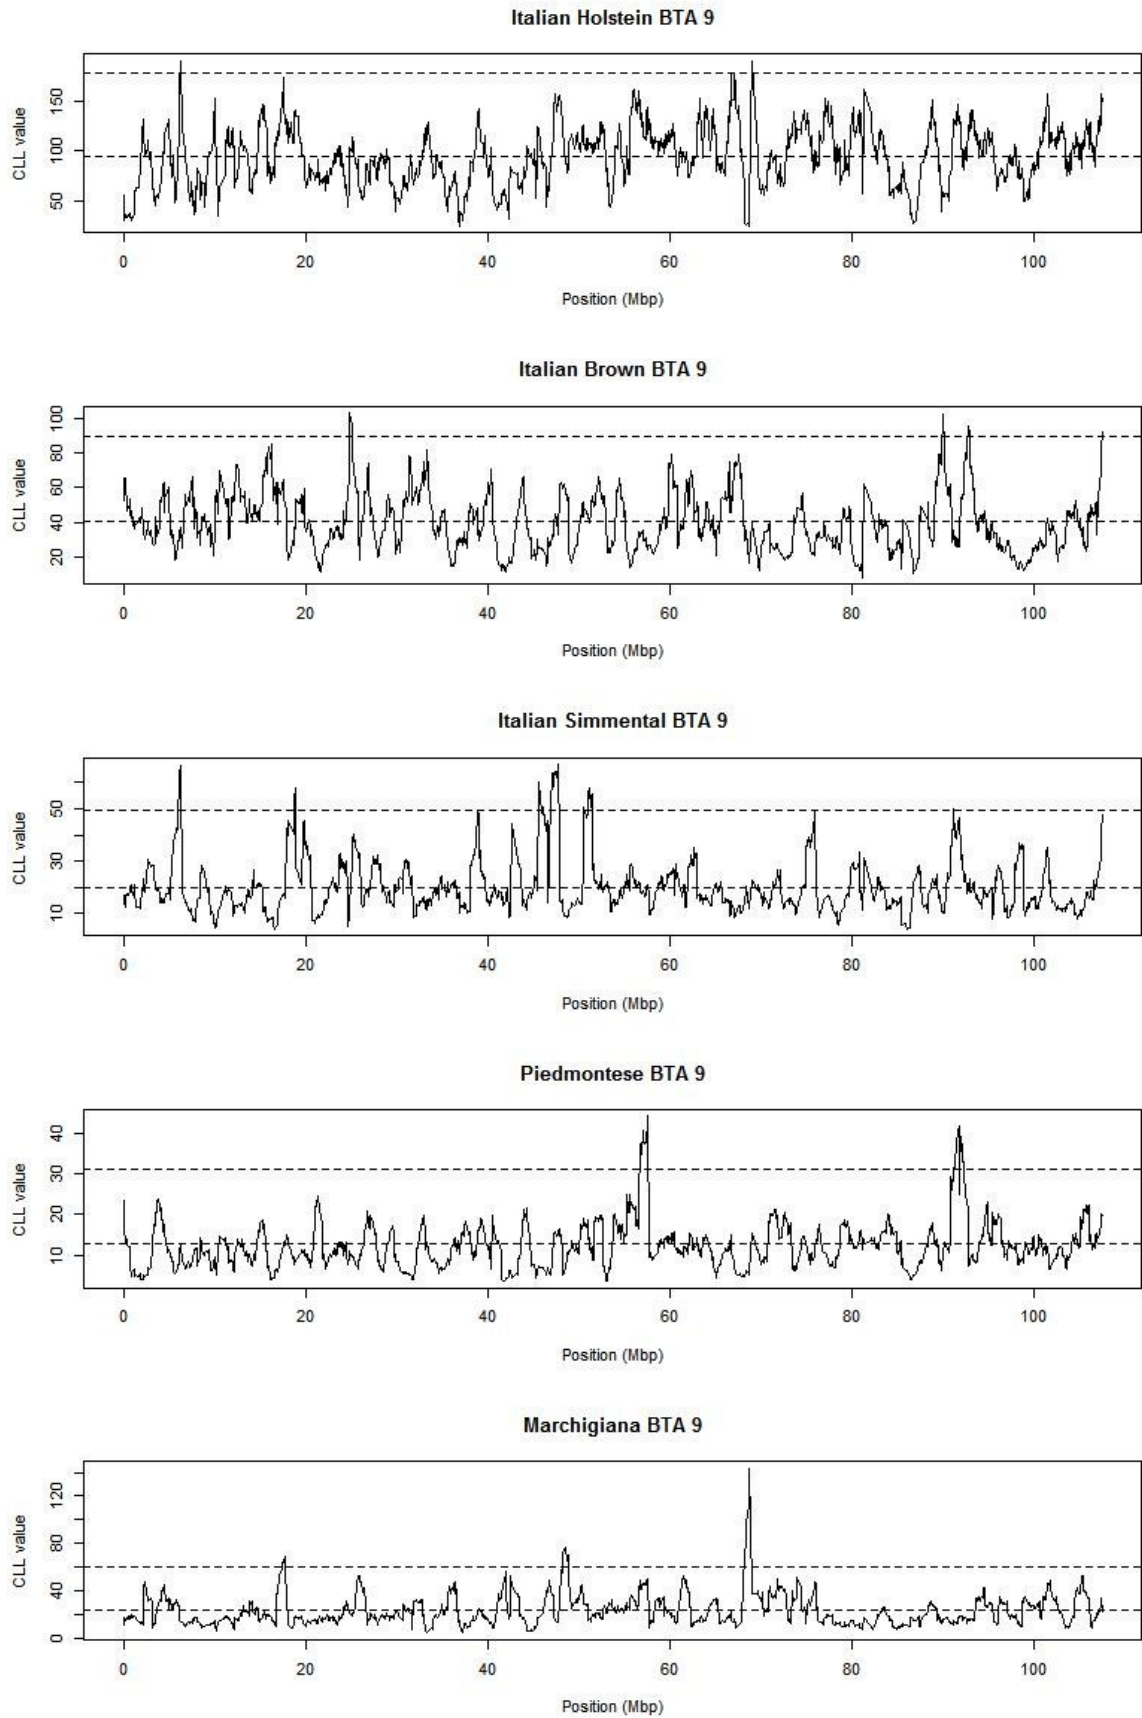 Italian Holstein BTA 9
CLL value
50 100 150
0 20 40 60 80 100
Position (Mbp)
Italian Brown BTA 9
CLL value
20 40 60 80 100
0 20 40 60 80 100
Position (Mbp)
Italian Simmental BTA 9
CLL value
10 30 50
0 20 40 60 80 100
Position (Mbp)
Piedmontese BTA 9
CLL value
10 20 30 40
0 20 40 60 80 100
Position (Mbp)
Marchigiana BTA 9
CLL value
0 40 80 120
0 20 40 60 80 100
Position (Mbp)